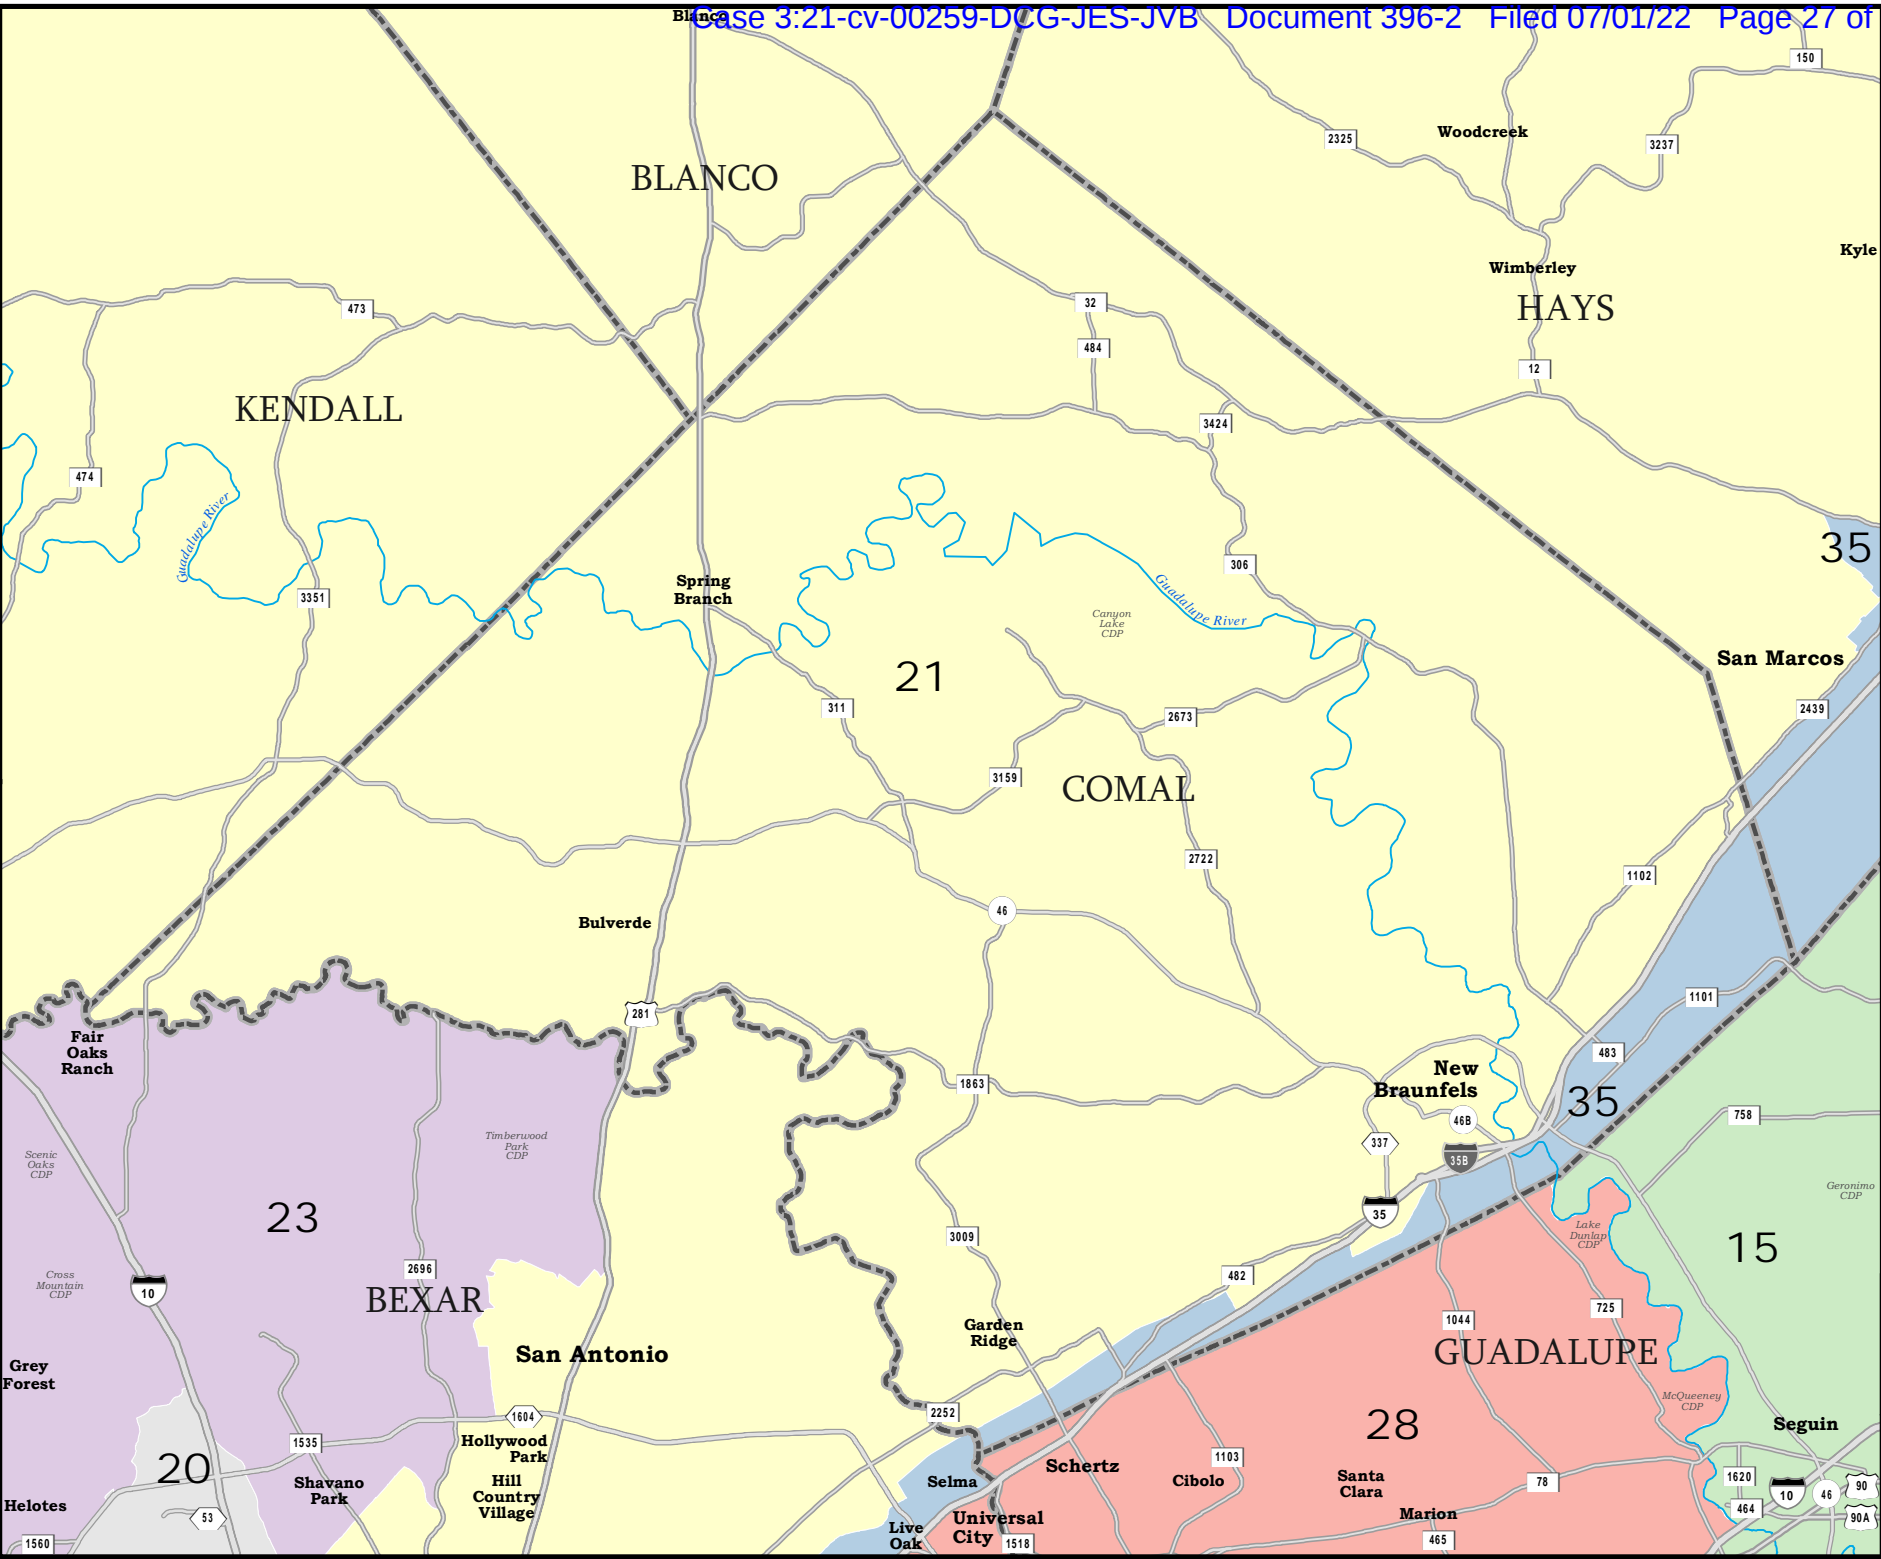 Case 3:21-cv-00259-DCG-JES-JVB Document 396-2 Filed 07/01/22 Page 27 of
Blanco
150
2325
Woodcreek
3237
BLANCO
Kyle
Wimberley
32
HAYS
473
484
12
KENDALL
3424
474
Guadalupe River
35
306
Spring
Branch
3351
Guadalupe River
Canyon
Lake
CDP
San Marcos
21
311
2673
2439
3159
COMAL
2722
1102
46
Bulverde
281
1101
Fair
Oaks
Ranch
483
New
Braunfels
1863
35
46B
758
337
Timberwood
Park
CDP
35B
Scenic
Oaks
CDP
Geronimo
CDP
23
35
3009
Lake
Dunlap
CDP
15
2696
482
Cross
Mountain
CDP
10
BEXAR
725
1044
Garden
Ridge
San Antonio
GUADALUPE
Grey
Forest
McQueeney
CDP
2252
1604
28
Seguin
1535
Hollywood
Park
20
1103
Schertz
Selma
Cibolo
Santa
Clara
78
1620
Shavano
Park
Hill
Country
Village
10
46
90
Helotes
464
53
Universal
City
Marion
90A
Live
Oak
1560
1518
465